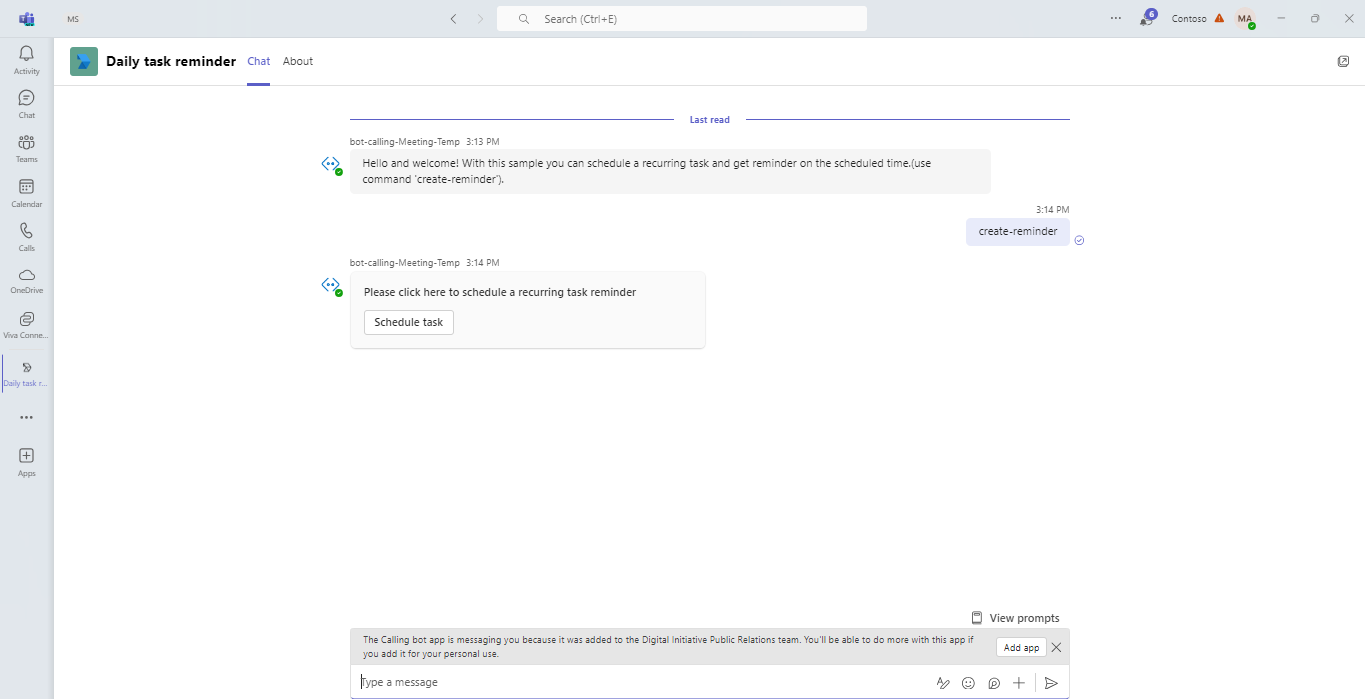 MS
Search (Ctrl+E)
6
Contoso
MA
Activity
Chat
Teams
Calendar
Calls
OneDrive
Viva Conne...
Daily task r...
Apps
Daily task reminder
Chat
About
Last read
bot-calling-Meeting-Temp 3:13 PM
Hello and welcome! With this sample you can schedule a recurring task and get reminder on the scheduled time.(use
command 'create-reminder').
3:14 PM
create-reminder
bot-calling-Meeting-Temp 3:14 PM
Please click here to schedule a recurring task reminder
Schedule task
View prompts
The Calling bot app is messaging you because it was added to the Digital Initiative Public Relations team. You'll be able to do more with this app if
you add it for your personal use.
Add app
Type a message